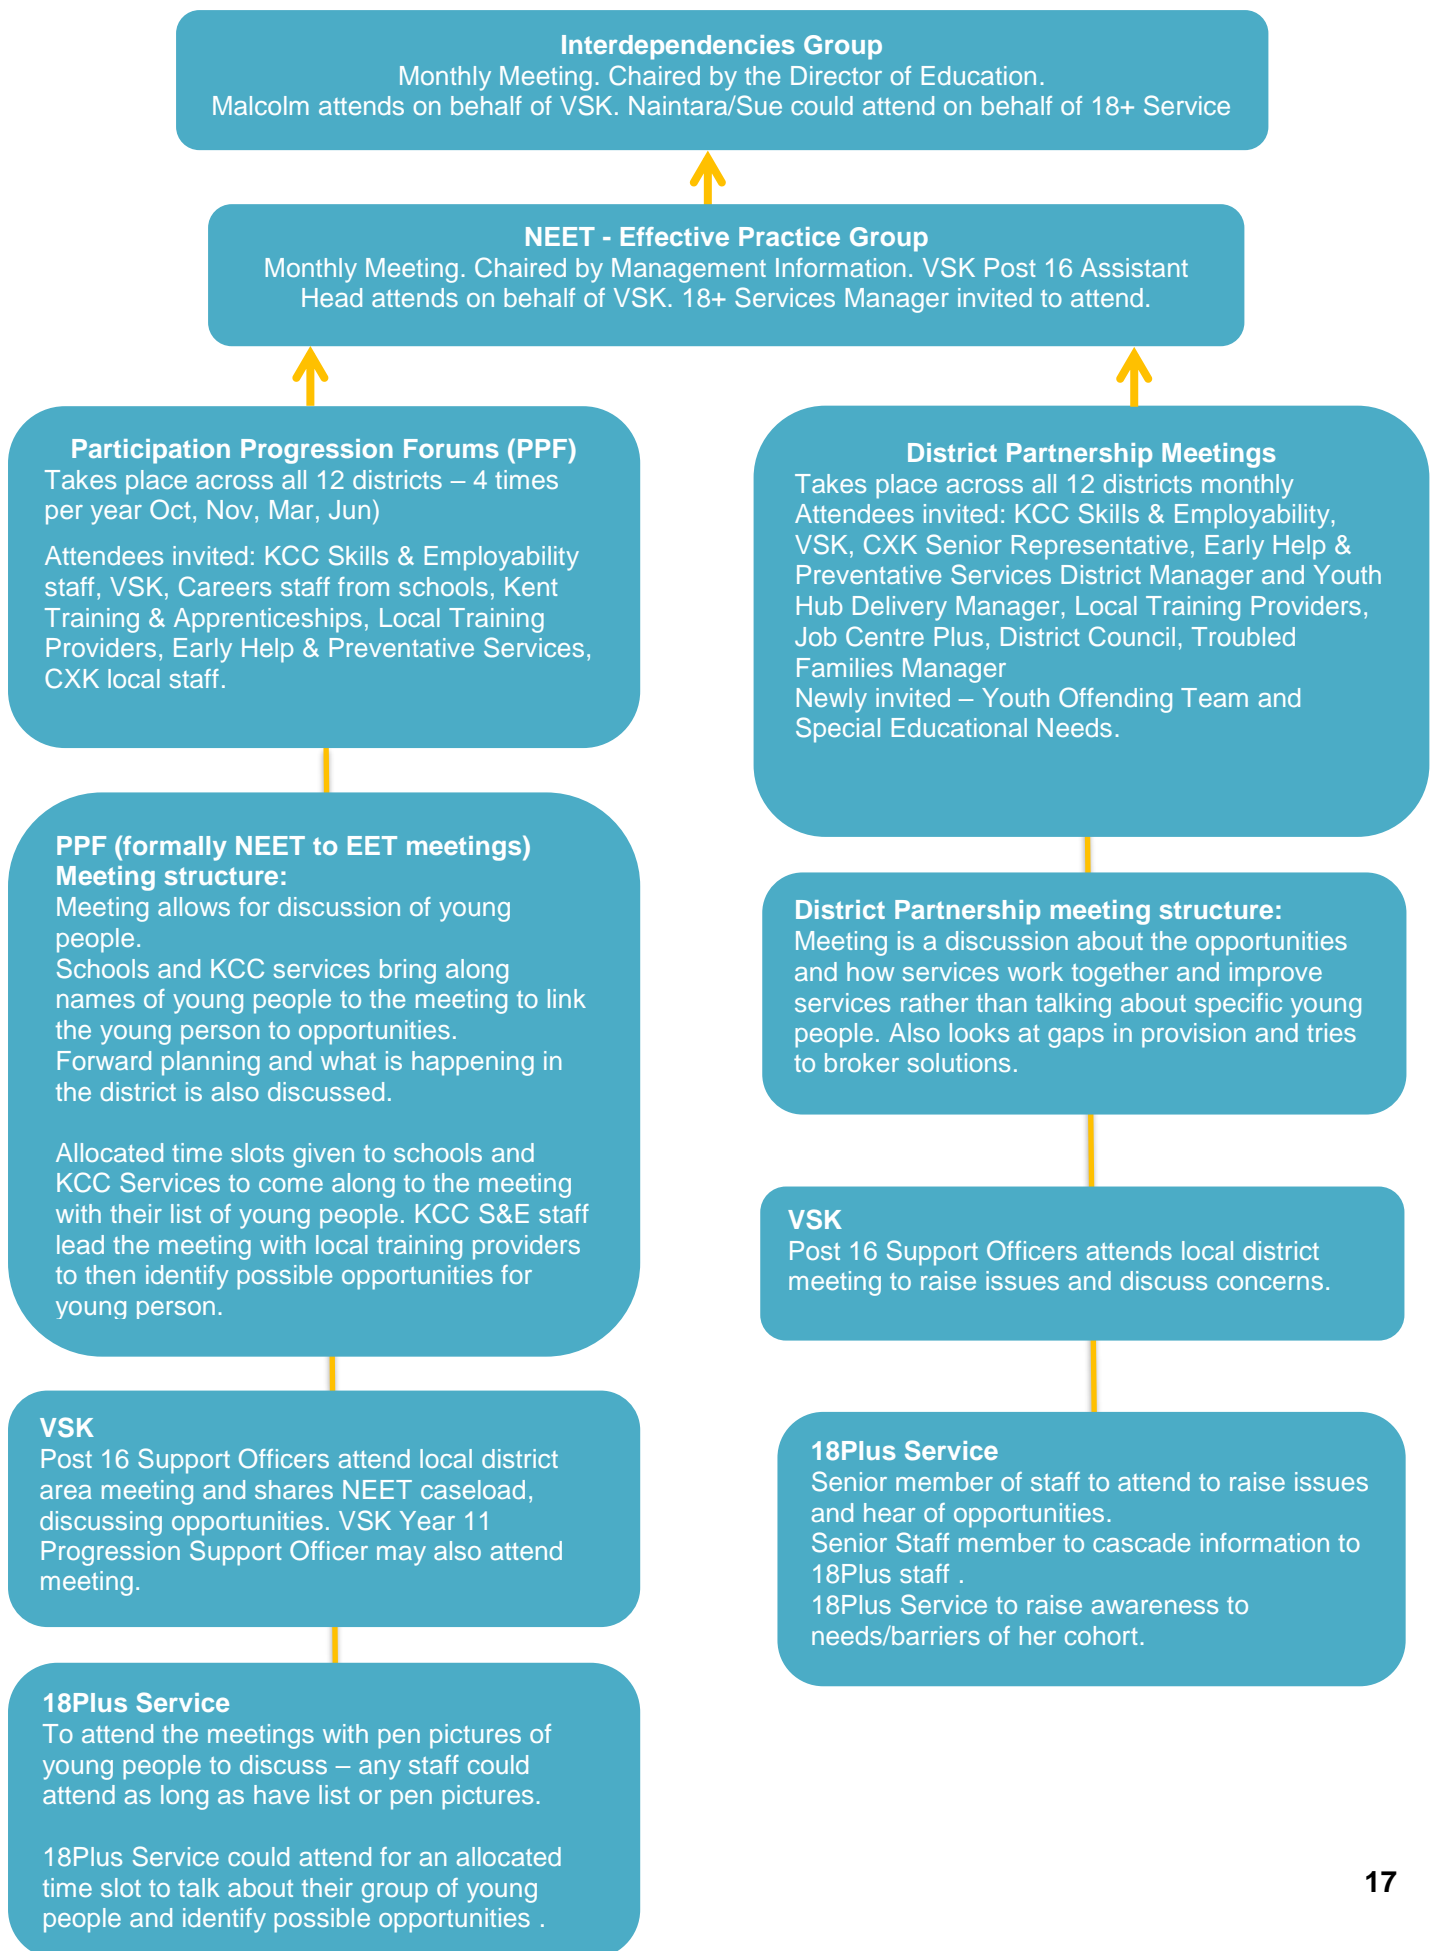 Interdependencies Group
Monthly Meeting. Chaired by the Director of Education.
Malcolm attends on behalf of VSK. Naintara/Sue could attend on behalf of 18+ Service
NEET - Effective Practice Group
Monthly Meeting. Chaired by Management Information. VSK Post 16 Assistant
Head attends on behalf of VSK. 18+ Services Manager invited to attend.
Participation Progression Forums (PPF)
Takes place across all 12 districts – 4 times
per year Oct, Nov, Mar, Jun)
Attendees invited: KCC Skills & Employability
staff, VSK, Careers staff from schools, Kent
Training & Apprenticeships, Local Training
Providers, Early Help & Preventative Services,
CXK local staff.
PPF (formally NEET to EET meetings)
Meeting structure:
Meeting allows for discussion of young
people.
Schools and KCC services bring along
names of young people to the meeting to link
the young person to opportunities.
Forward planning and what is happening in
the district is also discussed.
Allocated time slots given to schools and
KCC Services to come along to the meeting
with their list of young people. KCC S&E staff
lead the meeting with local training providers
to then identify possible opportunities for
young person.
VSK
Post 16 Support Officers attend local district
area meeting and shares NEET caseload,
discussing opportunities. VSK Year 11
Progression Support Officer may also attend
meeting.
18Plus Service
To attend the meetings with pen pictures of
young people to discuss – any staff could
attend as long as have list or pen pictures.
18Plus Service could attend for an allocated
time slot to talk about their group of young
people and identify possible opportunities .
District Partnership Meetings
Takes place across all 12 districts monthly
Attendees invited: KCC Skills & Employability,
VSK, CXK Senior Representative, Early Help &
Preventative Services District Manager and Youth
Hub Delivery Manager, Local Training Providers,
Job Centre Plus, District Council, Troubled
Families Manager
Newly invited – Youth Offending Team and
Special Educational Needs.
District Partnership meeting structure:
Meeting is a discussion about the opportunities
and how services work together and improve
services rather than talking about specific young
people. Also looks at gaps in provision and tries
to broker solutions.
VSK
Post 16 Support Officers attends local district
meeting to raise issues and discuss concerns.
18Plus Service
Senior member of staff to attend to raise issues
and hear of opportunities.
Senior Staff member to cascade information to
18Plus staff .
18Plus Service to raise awareness to
needs/barriers of her cohort.
17